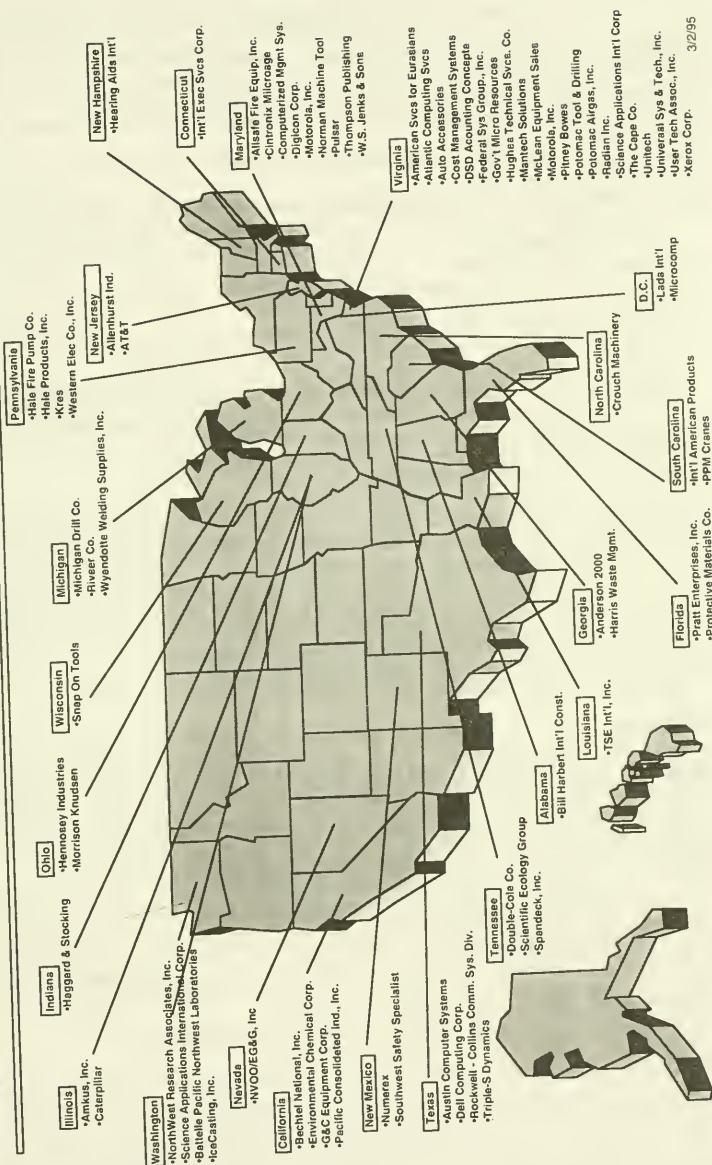 Pennsylvania
•Hale Fire Pump Co.
•Hale Products, Inc.
•Kres
•Western Elec Co., Inc.
New Jersey
•Allenhurst Ind.
•AT&T
New Hampshire
•Hearing Aids Int'l
Connecticut
•Int'l Exec Svcs Corp.
Maryland
•Allsafe Fire Equip, Inc.
•Cintronix Milcroage
•Computerized Mgmt Sys.
•Digicon Corp.
•Motorola, Inc.
•Norman Machine Tool
•Pulsar
•Thompson Publishing
•W.S. Jenks & Sons
Virginia
•American Svcs for Eurasians
•Atlantic Computing Svcs
•Auto Accessories
•Cost Management Systems
•DSD Acounting Concepte
•Federal Sys Group., Inc.
•Gov't Micro Resources
•Hughea Technical Svcs. Co.
•Mantech Solutions
•McLean Equipment Sales
•Motorola, Inc.
•Pitney Bowes
•Potomac Tool & Drilling
•Potomac Airgas, Inc.
•Radian Inc.
•Science Applications Int'l Corp
•The Cape Co.
•Unitech
•Univeraal Sys & Tech., Inc.
•User Tech Assoc., Inc.
•Xerox Corp.
Michigan
•Michigan Drill Co.
•Riveer Co.
•Wyandotte Welding Supplies, Inc.
Wisconsin
•Snap On Tools
Ohio
•Hennosey Industries
•Morrison Knudsen
Indiana
•Haggard & Stocking
Illinois
•Amkus, Inc.
•Caterpillar
Washington
•NorthWest Research Associates, Inc.
•Science Applications International Corp.
•Battelle Pacific Northwest Laboratories
•IceCasting, Inc.
Nevada
•NVOO/EG&G, Inc
California
•Bechtel National, Inc.
•Environmental Chemical Corp.
•G&C Equipment Corp.
•Pacific Consolideted Ind., Inc
New Mexico
•Numerex
•Southwest Safety Specialist
Texas
•Austin Computer Systems
•Dell Computing Corp.
•Rockwell - Collins Comm. Sys. Div.
•Triple-S Dynamics
Tennessee
•Double-Cole Co.
•Scientific Ecology Group
•Spandeck, Inc.
Alabama
•Bill Harbert Int'l Const.
Louisiana
•TSE Int'l, Inc.
Georgia
•Anderson 2000
•Harris Waste Mgmt.
Florida
•Pratt Enterprises, Inc.
•Protective Materials Co.
South Carolina
•Int'l American Products
•PPM Cranes
North Carolina
•Crouch Machinery
D.C.
•Lada Int'l
•Microcomp
3/2/95